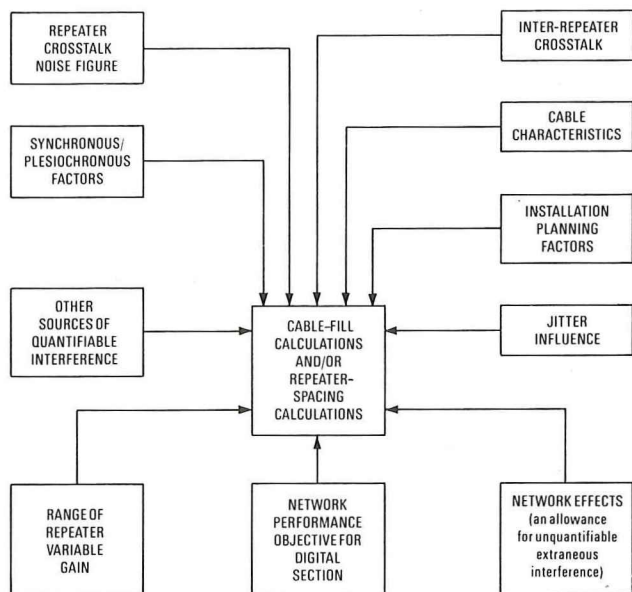 REPEATER
CROSSTALK
NOISE FIGURE
INTER-REPEATER
CROSSTALK
SYNCHRONOUS/
PLESIOCHRONOUS
FACTORS
CABLE
CHARACTERISTICS
INSTALLATION
PLANNING
FACTORS
OTHER
SOURCES OF
QUANTIFIABLE
INTERFERENCE
CABLE-FILL
CALCULATIONS
AND/OR
REPEATER-
SPACING
CALCULATIONS
JITTER
INFLUENCE
RANGE OF
REPEATER
VARIABLE
GAIN
NETWORK
PERFORMANCE
OBJECTIVE FOR
DIGITAL
SECTION
NETWORK EFFECTS
(an allowance
for unquantifiable
extraneous
interference)